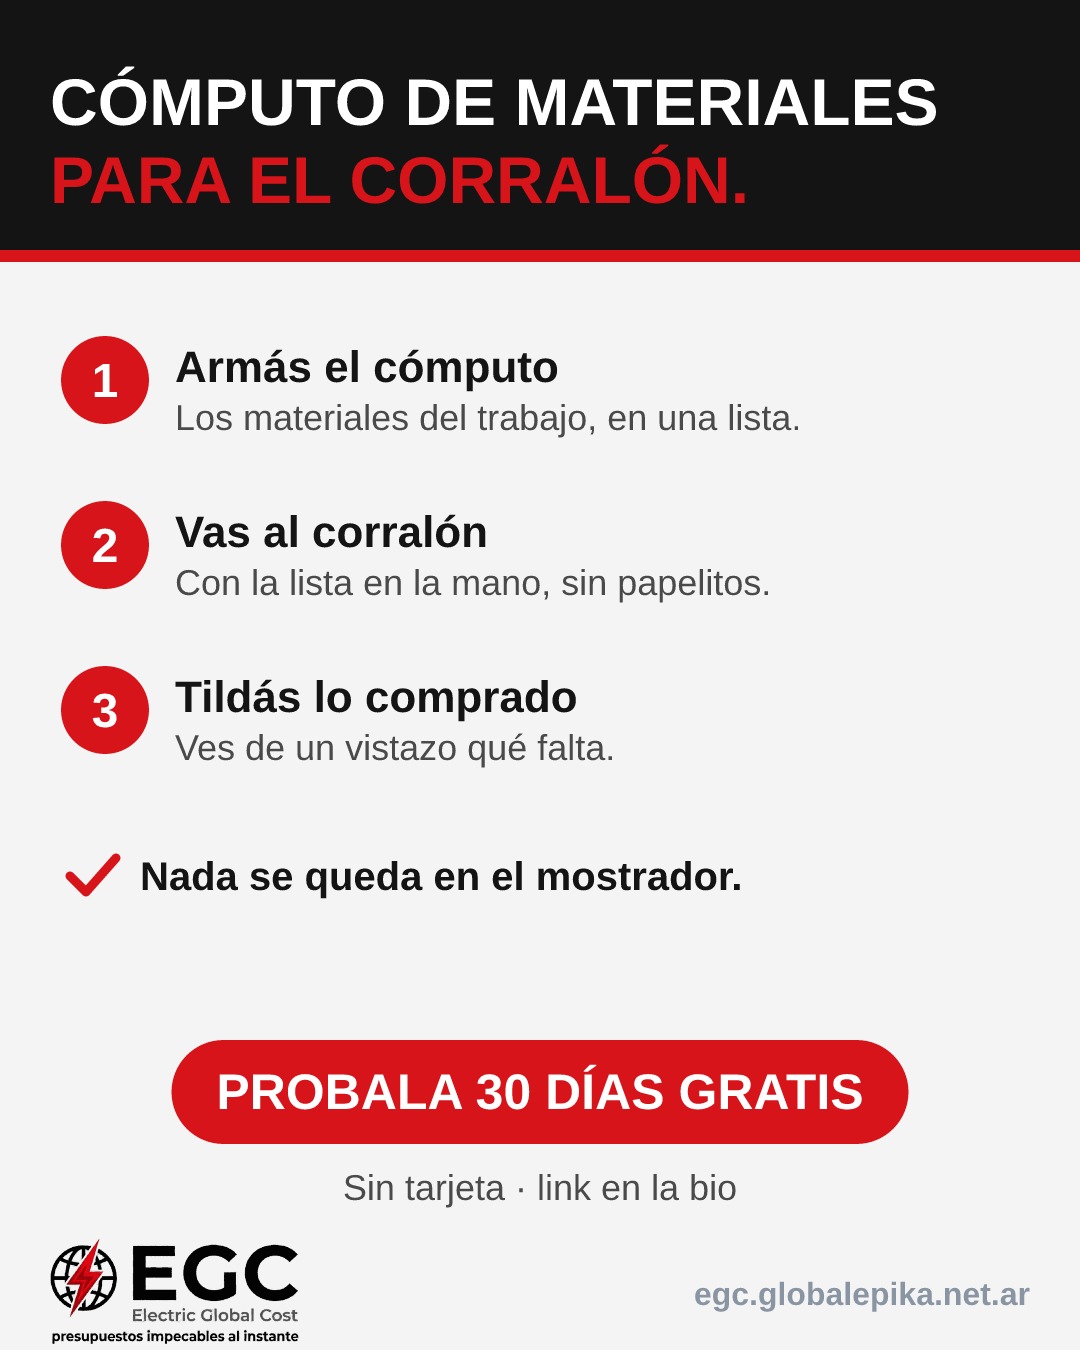 CÓMPUTO DE MATERIALES
PARA EL CORRALÓN.
1
Armás el cómputo
Los materiales del trabajo, en una lista.
2
Vas al corralón
Con la lista en la mano, sin papelitos.
3
Tildás lo comprado
Ves de un vistazo qué falta.
Nada se queda en el mostrador.
PROBALA 30 DÍAS GRATIS
Sin tarjeta · link en la bio
EGC
Electric Global Cost
presupuestos impecables al instante
egc.globalepika.net.ar